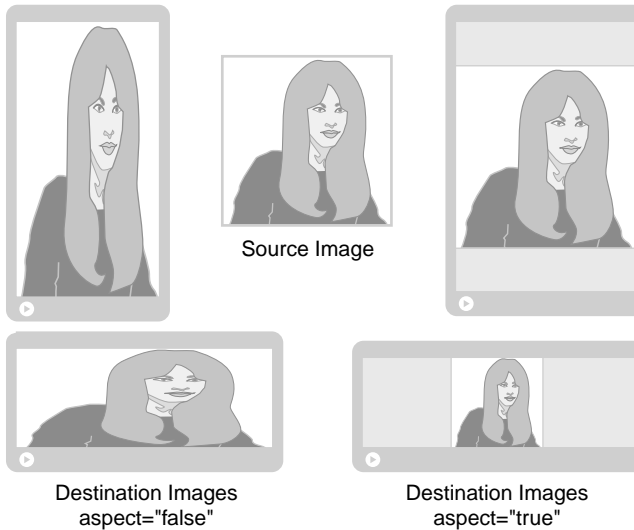 Source Image
Destination Images
aspect="false"
Destination Images
aspect="true"